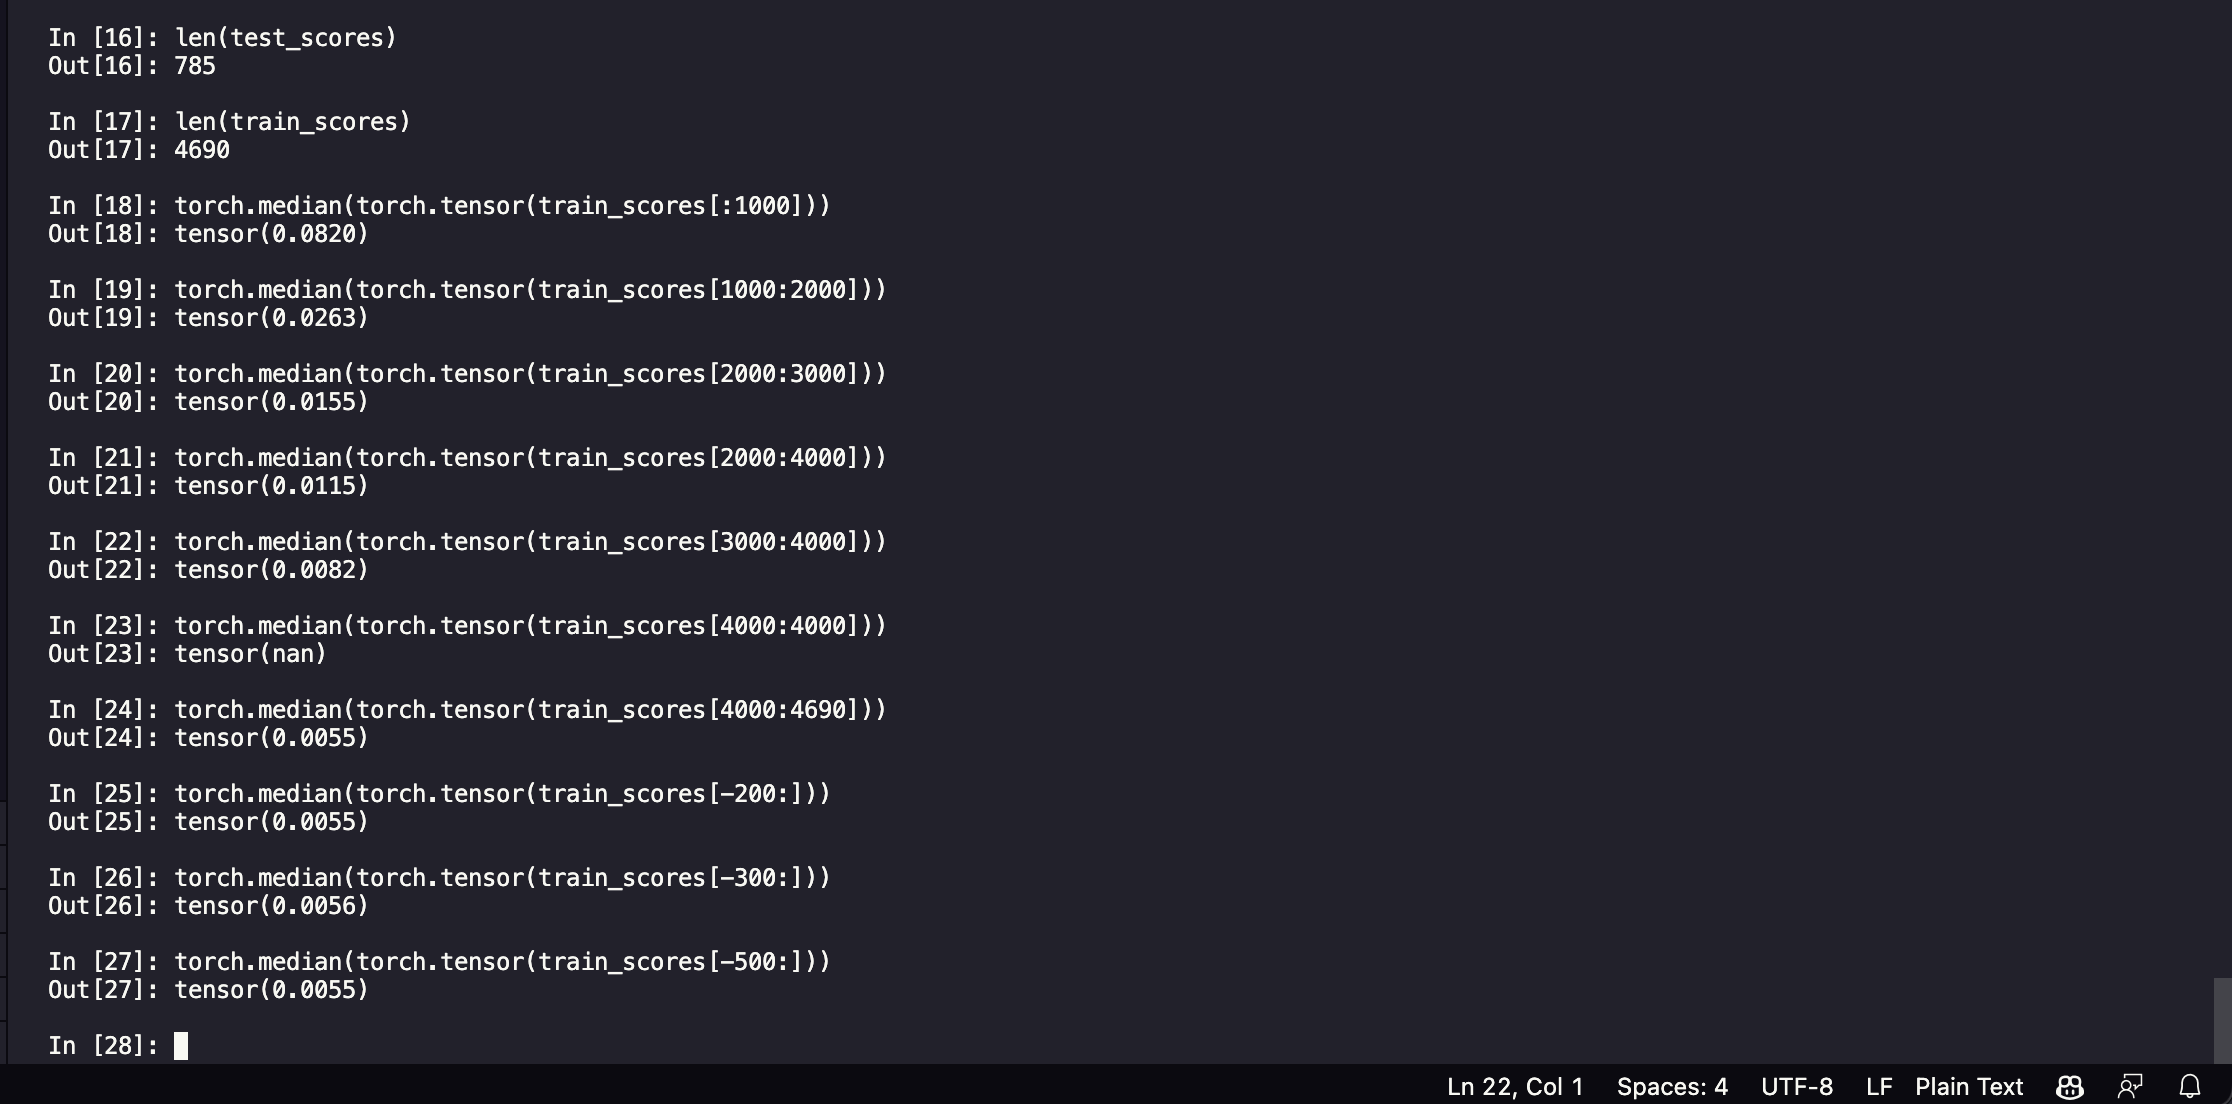 In [16]: len(test_scores)
Out[16]: 785
In [17]: len(train_scores)
Out[17]: 4690
In [18]: torch.median(torch.tensor(train_scores[:1000]))
Out[18]: tensor(0.0820)
In [19]: torch.median(torch.tensor(train_scores[1000:2000]))
Out[19]: tensor(0.0263)
In [20]: torch.median(torch.tensor(train_scores[2000:3000]))
Out[20]: tensor(0.0155)
In [21]: torch.median(torch.tensor(train_scores[2000:4000]))
Out[21]: tensor(0.0115)
In [22]: torch.median(torch.tensor(train_scores[3000:4000]))
Out[22]: tensor(0.0082)
In [23]: torch.median(torch.tensor(train_scores[4000:4000]))
Out[23]: tensor(nan)
In [24]: torch.median(torch.tensor(train_scores[4000:4690]))
Out[24]: tensor(0.0055)
In [25]: torch.median(torch.tensor(train_scores[-200:]))
Out[25]: tensor(0.0055)
In [26]: torch.median(torch.tensor(train_scores[-300:]))
Out[26]: tensor(0.0056)
In [27]: torch.median(torch.tensor(train_scores[-500:]))
Out[27]: tensor(0.0055)
In [28]:
Ln 22, Col 1 Spaces: 4 UTF-8 LF Plain Text